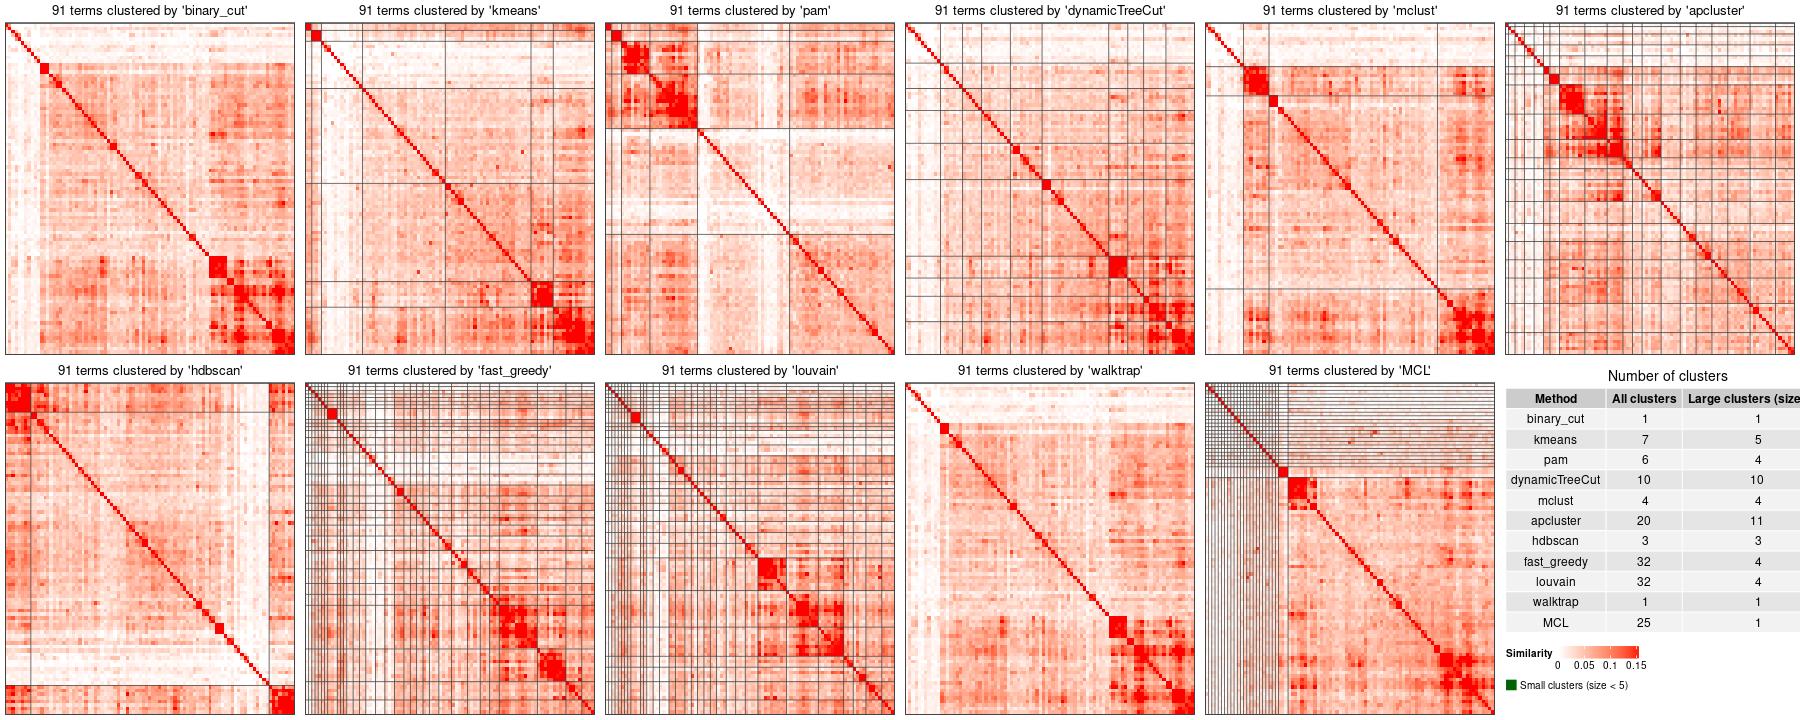 91 terms clustered by 'binary_cut'
91 terms clustered by 'kmeans'
91 terms clustered by 'pam'
91 terms clustered by 'dynamicTreeCut'
91 terms clustered by 'mclust'
91 terms clustered by 'apcluster'
91 terms clustered by 'hdbscan'
91 terms clustered by 'fast_greedy'
91 terms clustered by 'louvain'
91 terms clustered by 'walktrap'
91 terms clustered by 'MCL'
Number of clusters
Method All clusters Large clusters (size
binary_cut 1 1
kmeans 7 5
pam 6 4
dynamicTreeCut 10 10
mclust 4 4
apcluster 20 11
hdbscan 3 3
fast_greedy 32 4
louvain 32 4
walktrap 1 1
MCL 25 1
Similarity
0 0.05 0.1 0.15
Small clusters (size < 5)